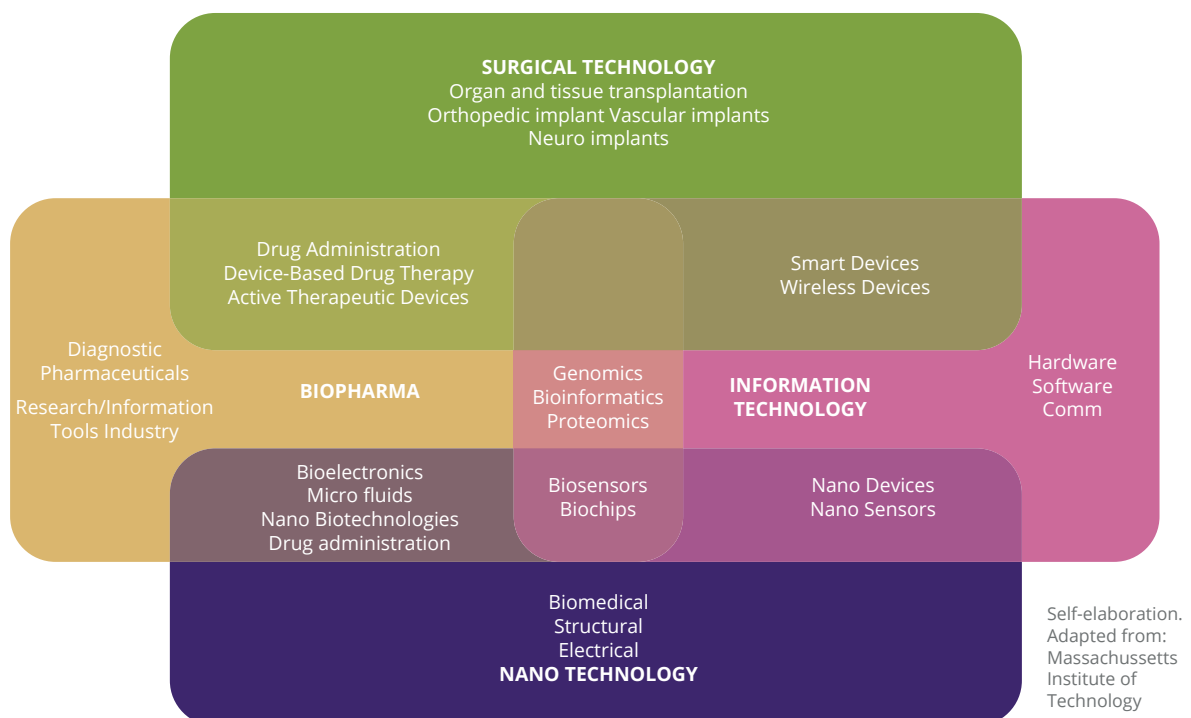 SURGICAL TECHNOLOGY
Organ and tissue transplantation
Orthopedic implant Vascular implants
Neuro implants
Drug Administration
Device-Based Drug Therapy
Active Therapeutic Devices
Smart Devices
Wireless Devices
Diagnostic
Pharmaceuticals
Research/Information
Tools Industry
BIOPHARMA
Genomics
Bioinformatics
Proteomics
INFORMATION
TECHNOLOGY
Hardware
Software
Comm
Bioelectronics
Micro fluids
Nano Biotechnologies
Drug administration
Biosensors
Biochips
Nano Devices
Nano Sensors
Biomedical
Structural
Electrical
NANO TECHNOLOGY
Self-elaboration.
Adapted from:
Massachussetts
Institute of
Technology